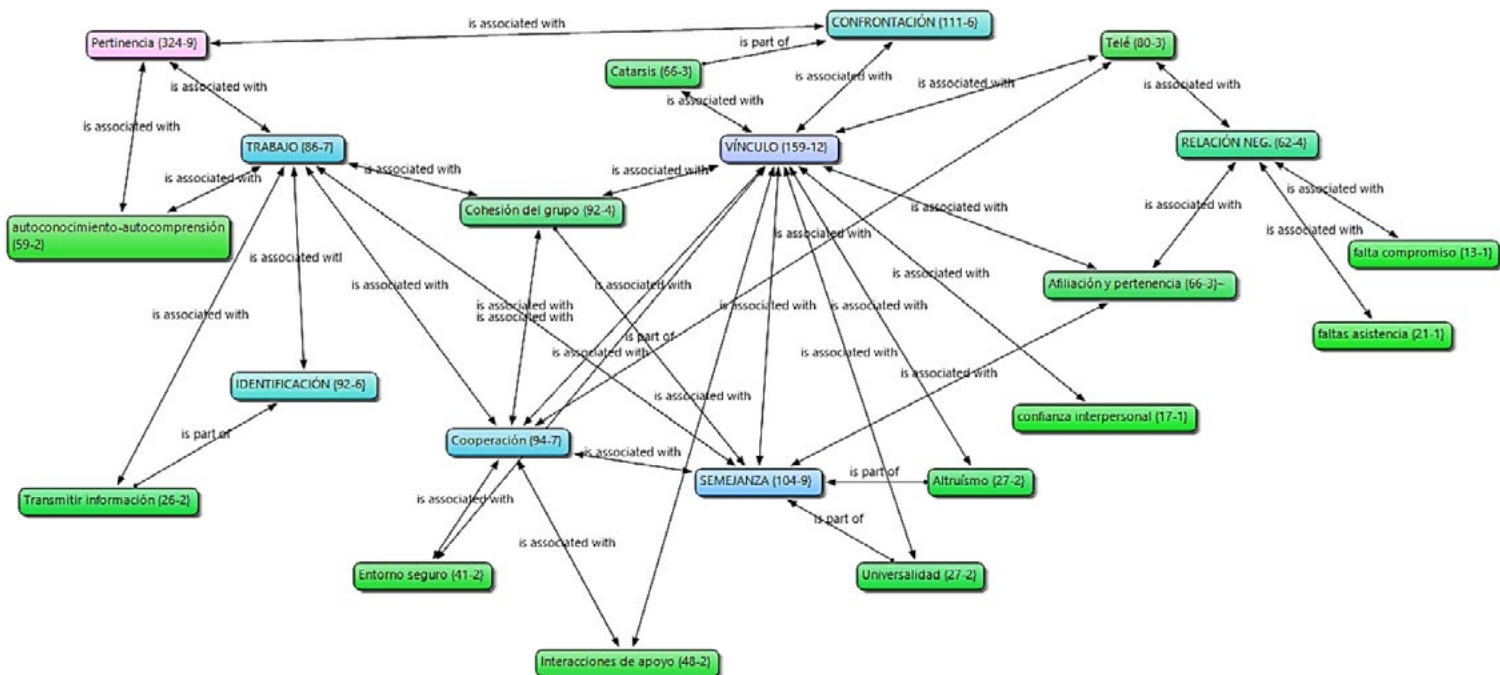 CONFRONTACIÓN {111-6}
is associated with
Pertinencia {324-9}
is part of
Telé {80-3}
Catarsis {66-3}
is associated with
is associated with
is associated with
is associated with
is associated with
is associated with
TRABAJO {86-7}
VÍNCULO {159-12}
RELACIÓN NEG. {62-4}
is associated with
is associated with
is associated with
is associated with
Cohesión del grupo {92-4}
autoconocimiento-autocomprensión
{59-2}
is associated with
is associated with
is associated with
falta compromiso {13-1}
is associated witl
is associated with
is associated with
is associated with
Afiliación y pertenencia {66-3}~
is associated with
is associated with
is associated with
is associated with
is associated with
faltas asistencia {21-1}
is part of
is associated with
is associated with
is associated with
IDENTIFICACIÓN {92-6}
is associated with
confianza interpersonal {17-1}
is part of
Cooperación {94-7}
is associated with
SEMEJANZA {104-9}
is part of
Altruísmo {27-2}
Transmitir información {26-2}
is associated with
is part of
is associated with
Entorno seguro {41-2}
Universalidad {27-2}
Interacciones de apoyo {48-2}